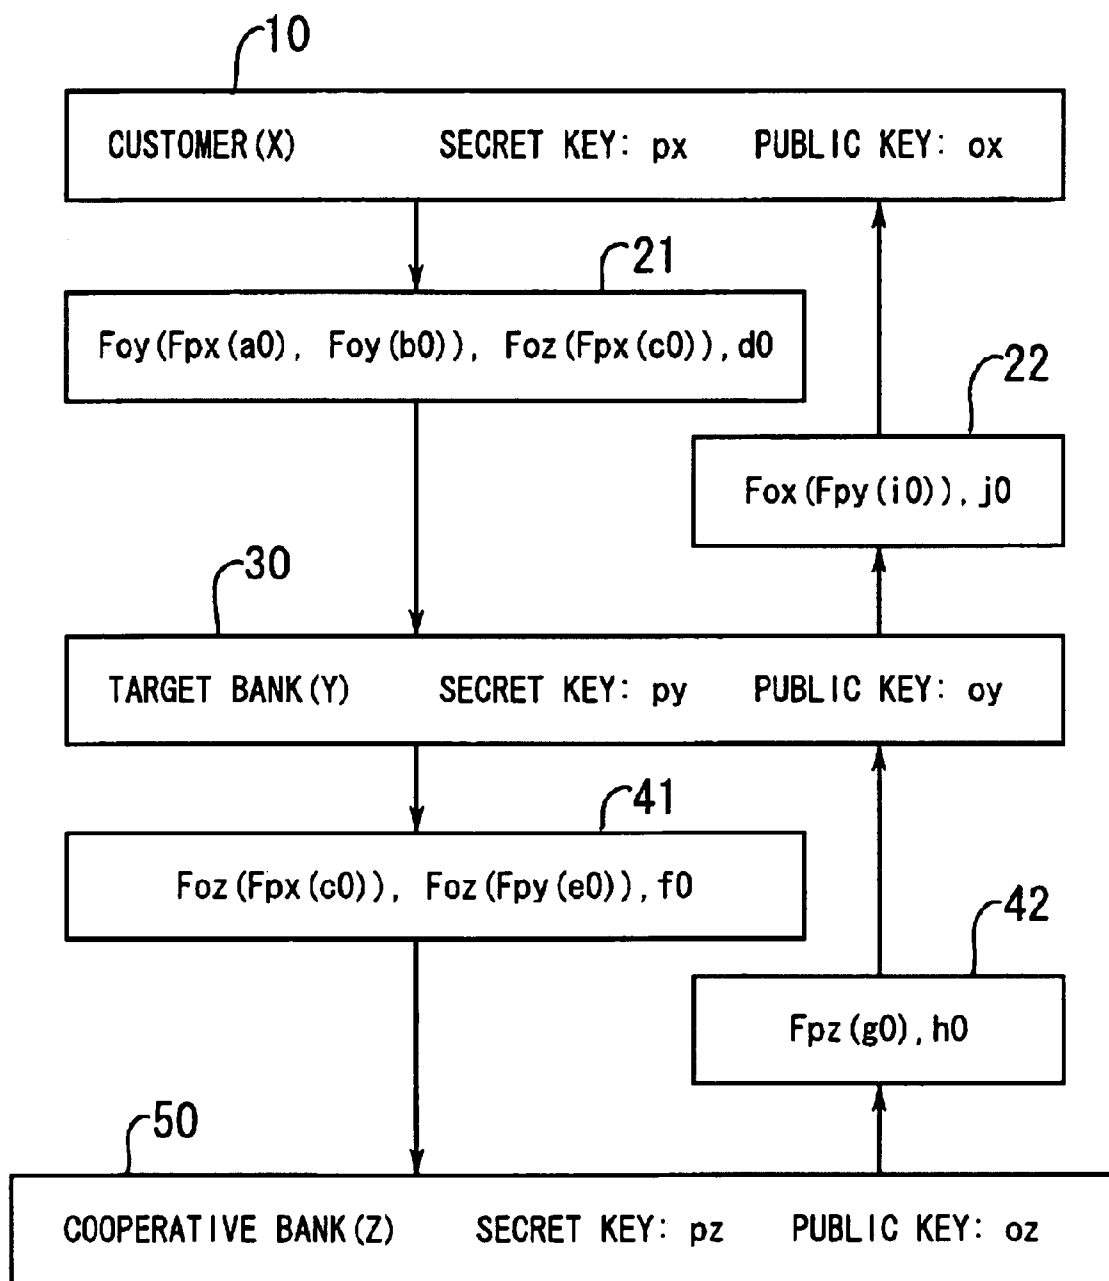 10
CUSTOMER(X) SECRET KEY: px PUBLIC KEY: ox
21
Foy(Fpx(a0), Foy(b0)), Foz(Fpx(c0)),d0
22
Fox(Fpy(i0)),j0
30
TARGET BANK(Y) SECRET KEY: py PUBLIC KEY: oy
41
Foz(Fpx(c0)), Foz(Fpy(e0)),f0
42
Fpz(g0),h0
50
COOPERATIVE BANK(Z) SECRET KEY: pz PUBLIC KEY: oz